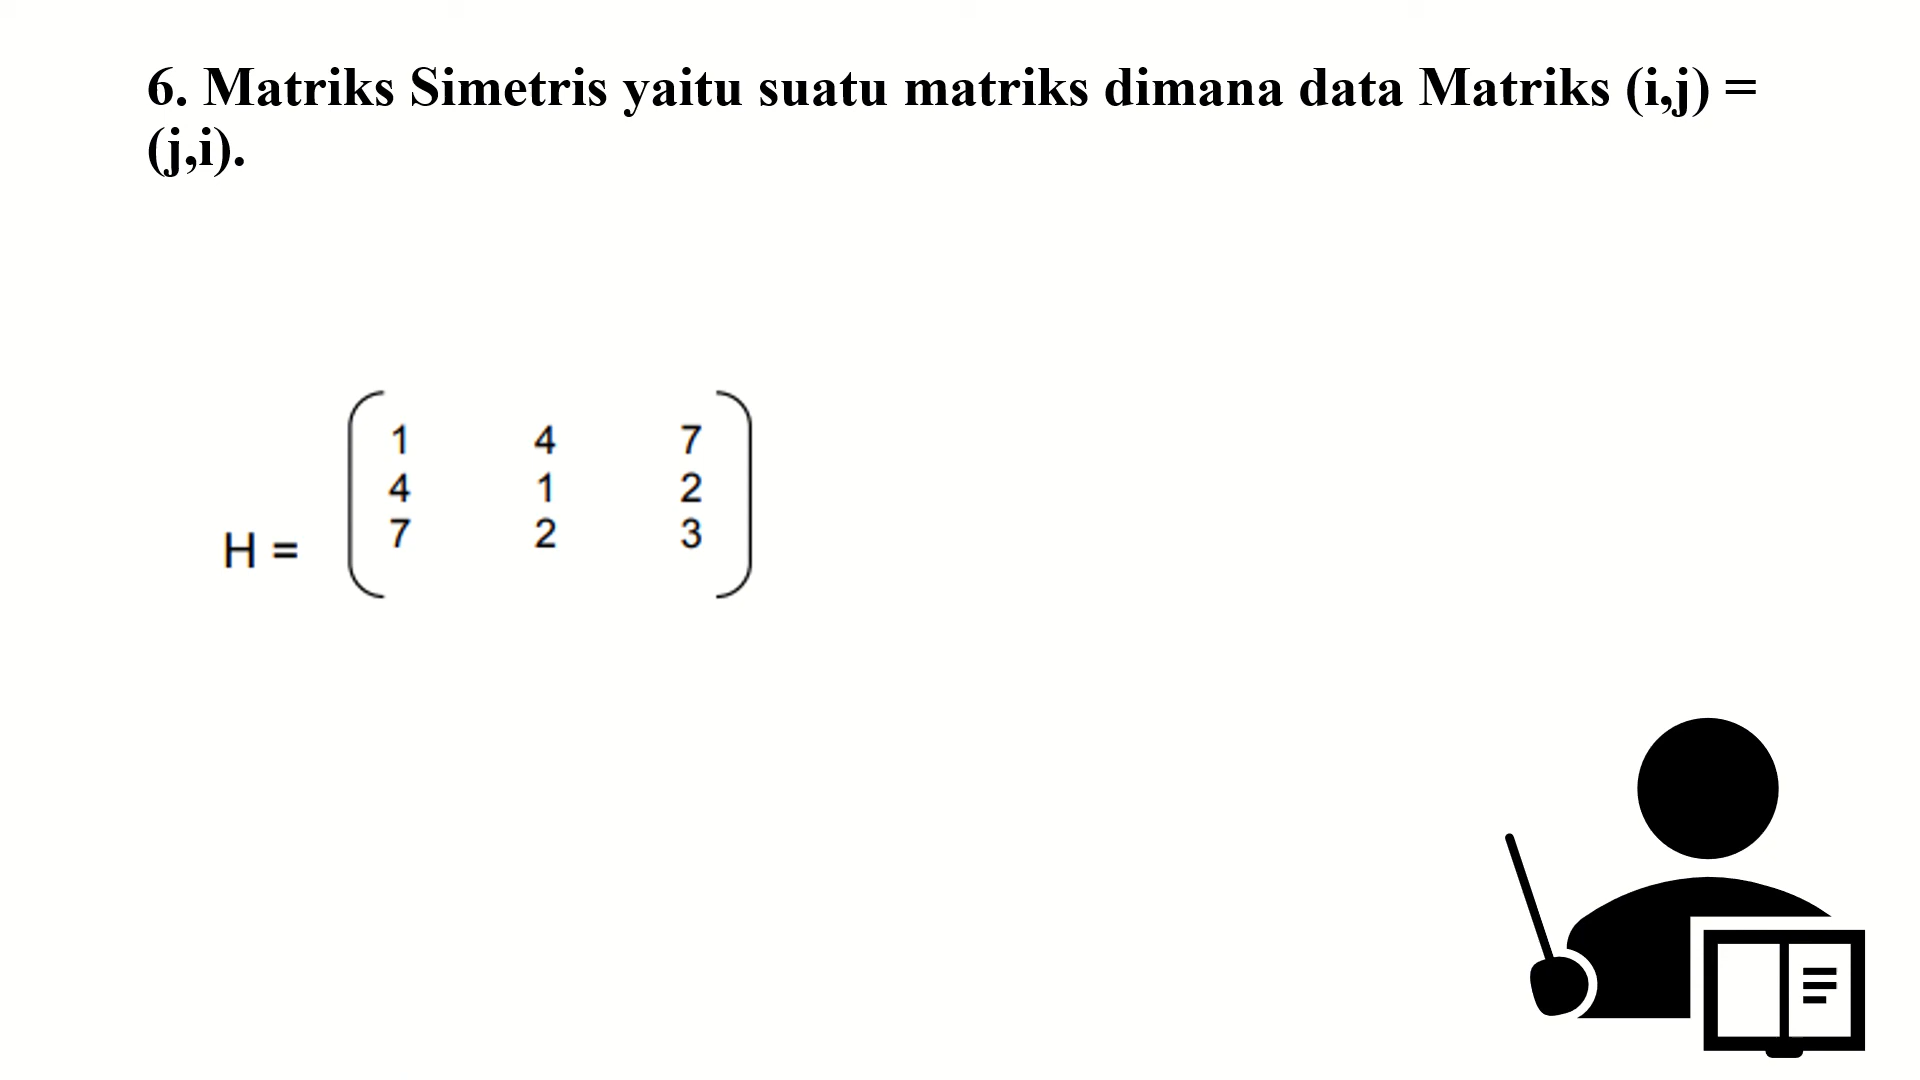 6. Matriks Simetris yaitu suatu matriks dimana data Matriks (i,j) =
(j,i).
1 4 7
4 1 2
7 2 3
H =